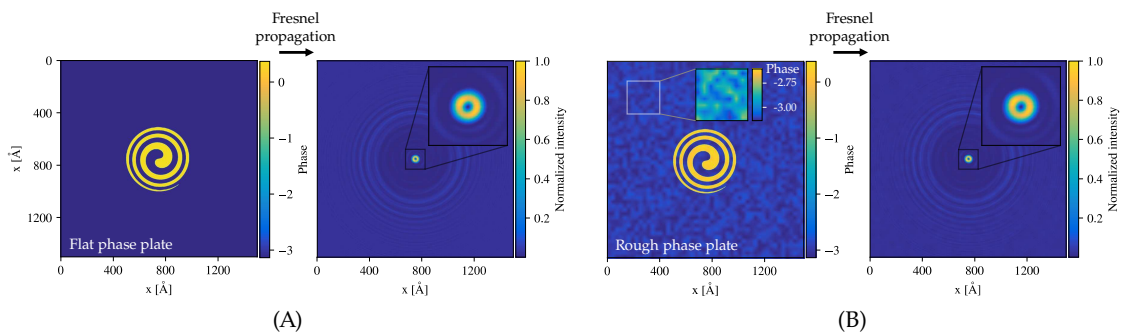 Fresnel
propagation
0
400
800
1200
x [Å]
0
400
800
1200
x [Å]
Flat phase plate
0
−1
−2
−3
Phase
0
400
800
1200
x [Å]
1.0
0.8
0.6
0.4
0.2
Normalized intensity
(A)
Fresnel
propagation
Phase
-2.75
-3.00
Rough phase plate
0
400
800
1200
x [Å]
0
−1
−2
−3
Phase
0
400
800
1200
x [Å]
1.0
0.8
0.6
0.4
0.2
Normalized intensity
(B)